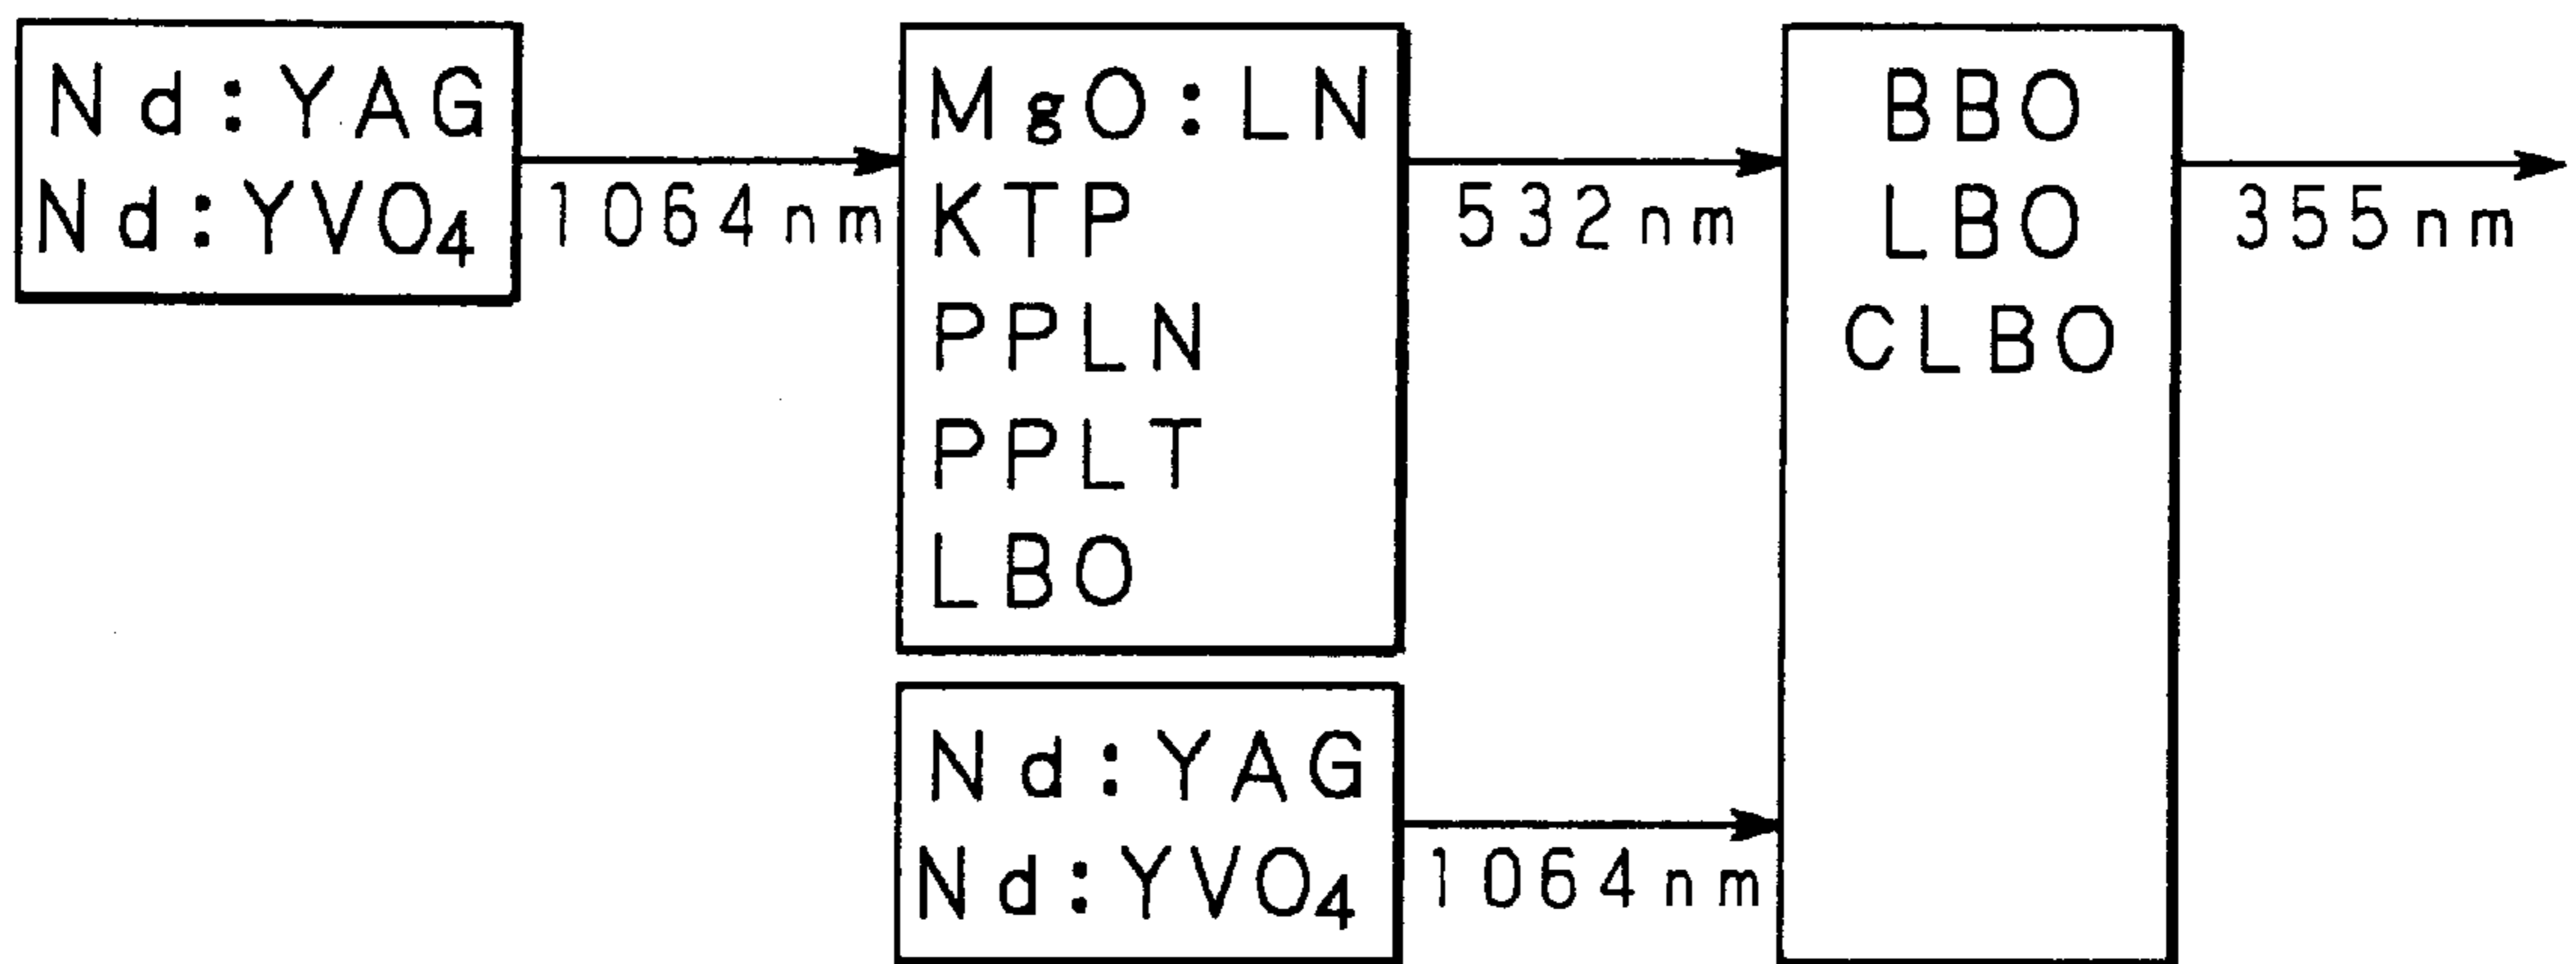 Nd:YAG
Nd:YVO₄
1064nm
MgO:LN
KTP
PPLN
PPLT
LBO
532nm
BBO
LBO
CLBO
355nm
Nd:YAG
Nd:YVO₄
1064nm